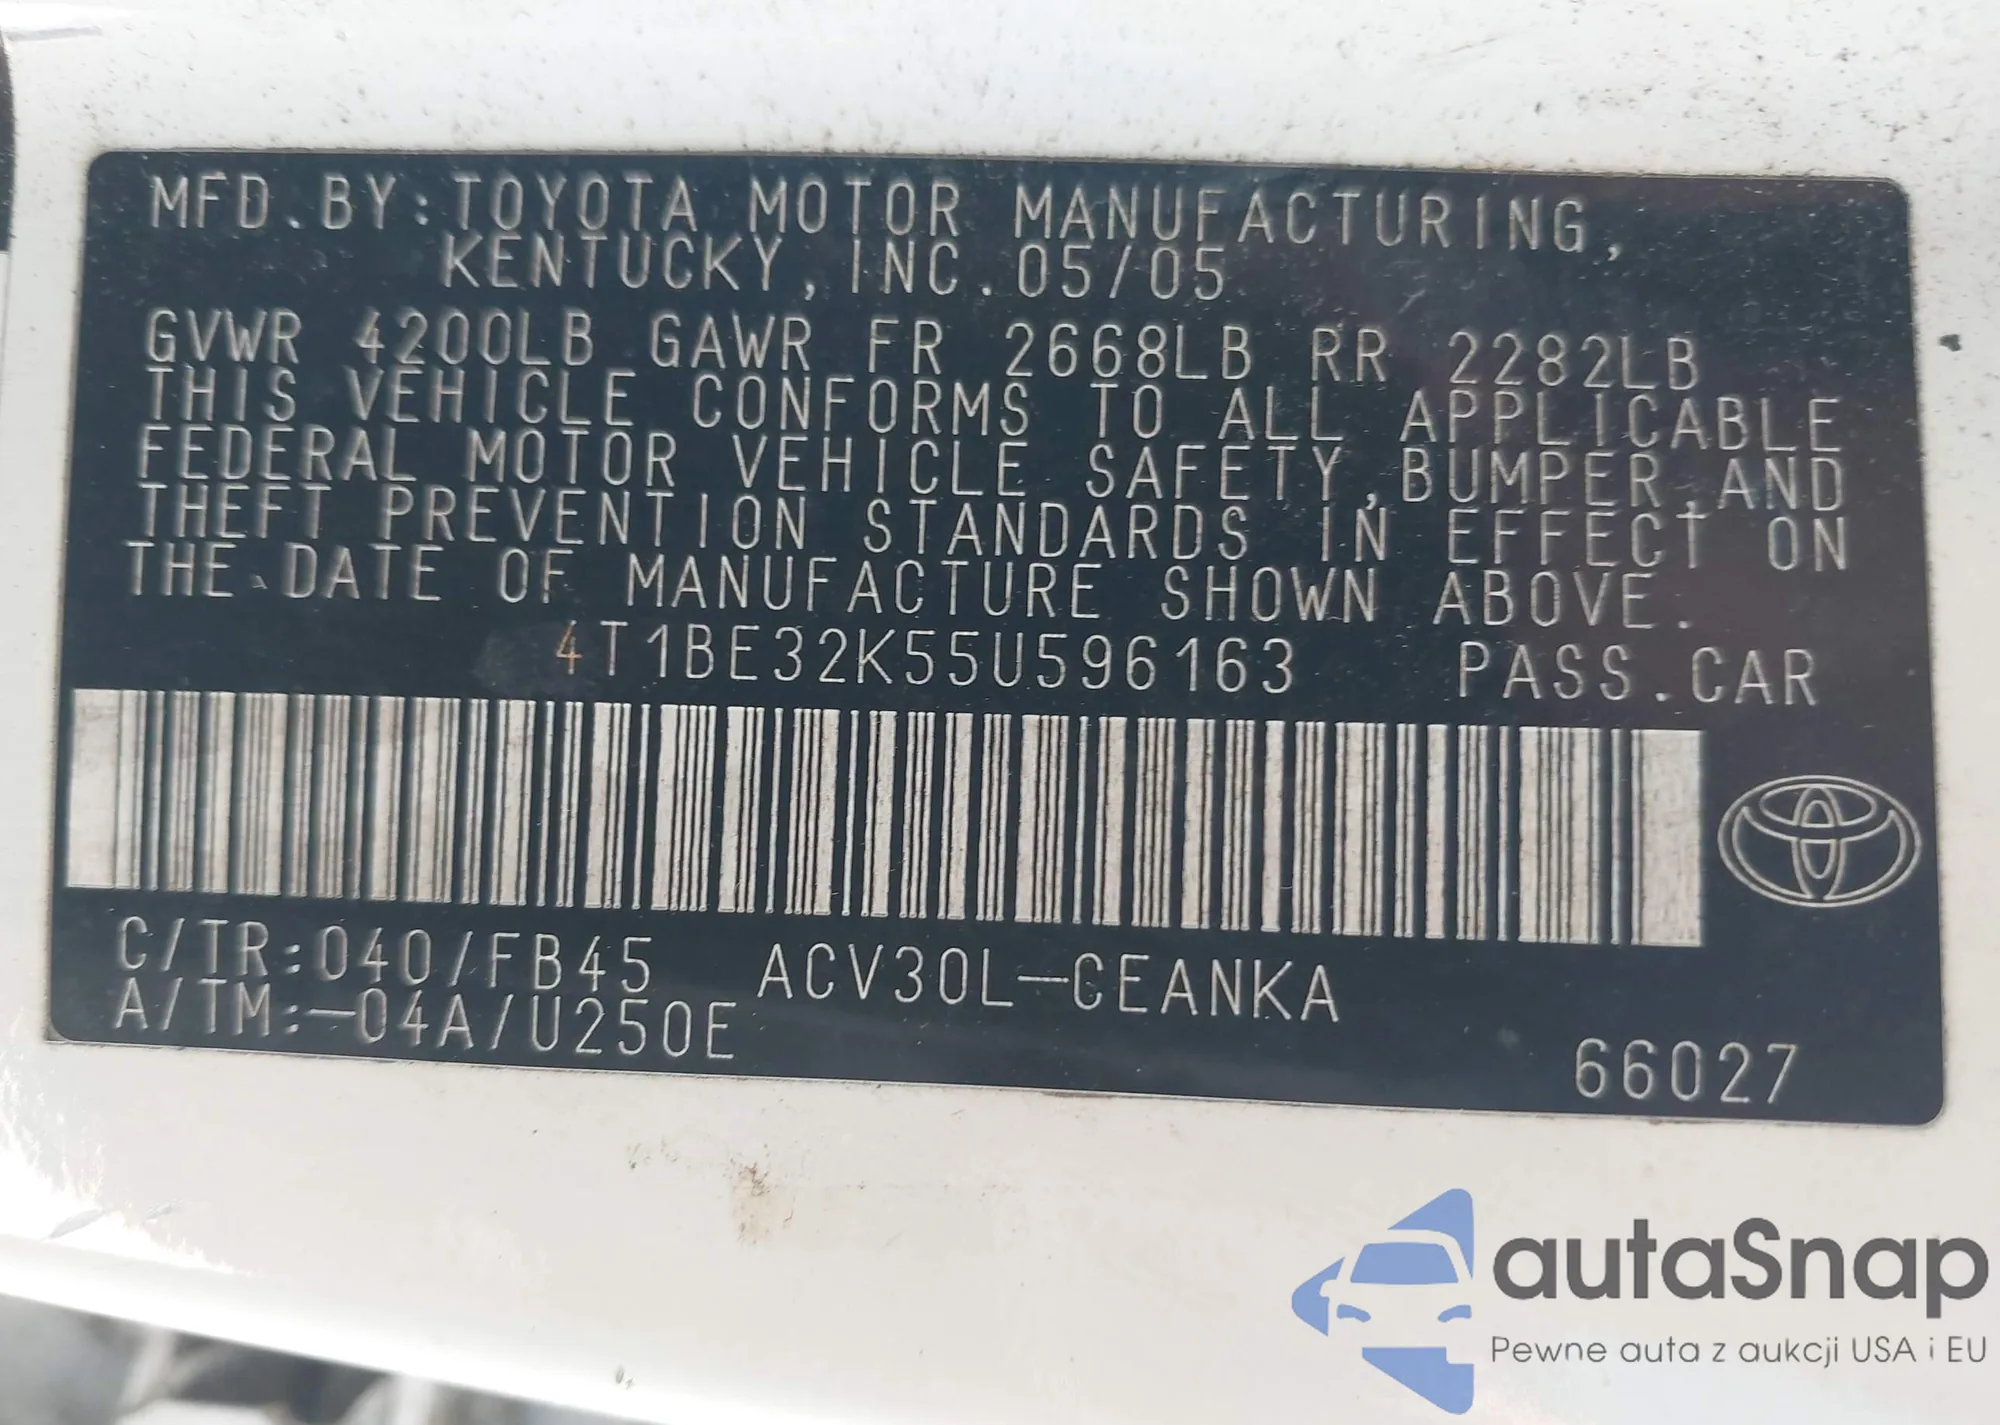 MFD.BY:TOYOTA MOTOR MANUFACTURING,
KENTUCKY,INC.05/05
GVWR 4200LB GAWR FR 2668LB RR 2282LB
THIS VEHICLE CONFORMS TO ALL APPLICABLE
FEDERAL MOTOR VEHICLE SAFETY,BUMPER,AND
THEFT PREVENTION STANDARDS IN EFFECT ON
THE DATE OF MANUFACTURE SHOWN ABOVE.
4T1BE32K55U596163 PASS.CAR
C/TR:040/FB45 ACV30L-CEANKA
A/TM:-04A/U250E
66027
autaSnap
Pewne auta z aukcji USA i EU